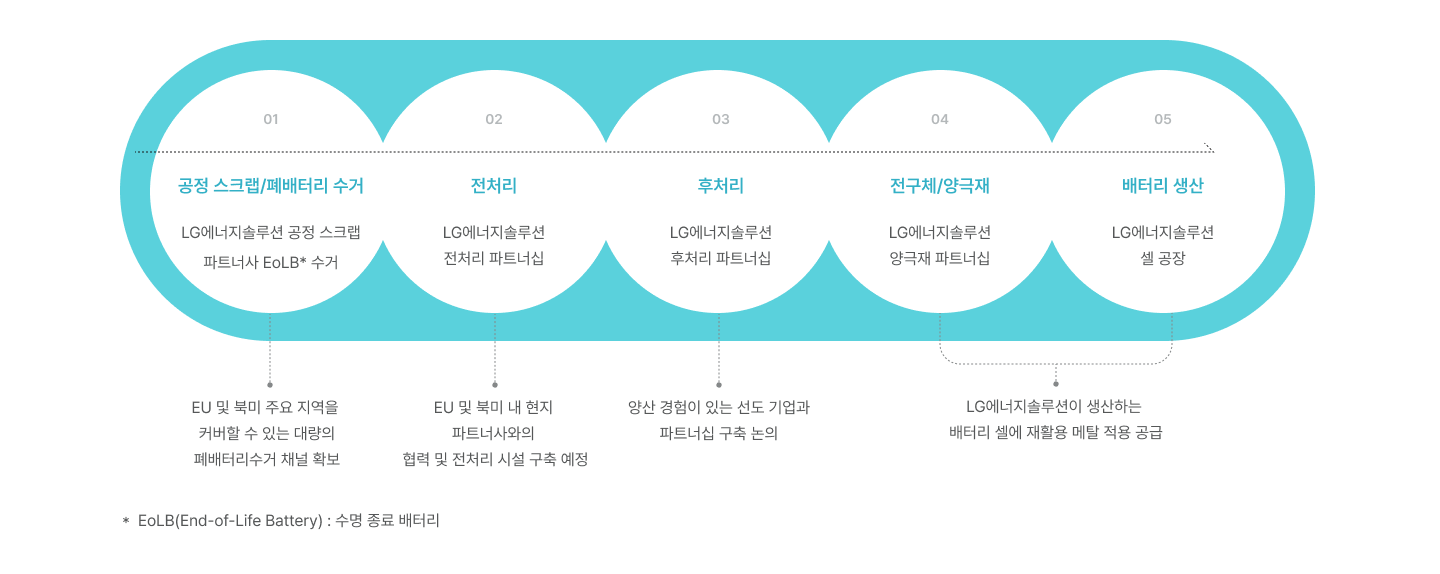 01
공정 스크랩/폐배터리 수거
LG에너지솔루션 공정 스크랩
파트너사 EoLB* 수거
EU 및 북미 주요 지역을
커버할 수 있는 대량의
폐배터리수거 채널 확보
02
전처리
LG에너지솔루션
전처리 파트너십
EU 및 북미 내 현지
파트너사와의
협력 및 전처리 시설 구축 예정
03
후처리
LG에너지솔루션
후처리 파트너십
양산 경험이 있는 선도 기업과
파트너십 구축 논의
04
전구체/양극재
LG에너지솔루션
양극재 파트너십
05
배터리 생산
LG에너지솔루션
셀 공장
LG에너지솔루션이 생산하는
배터리 셀에 재활용 메탈 적용 공급
* EoLB(End-of-Life Battery) : 수명 종료 배터리